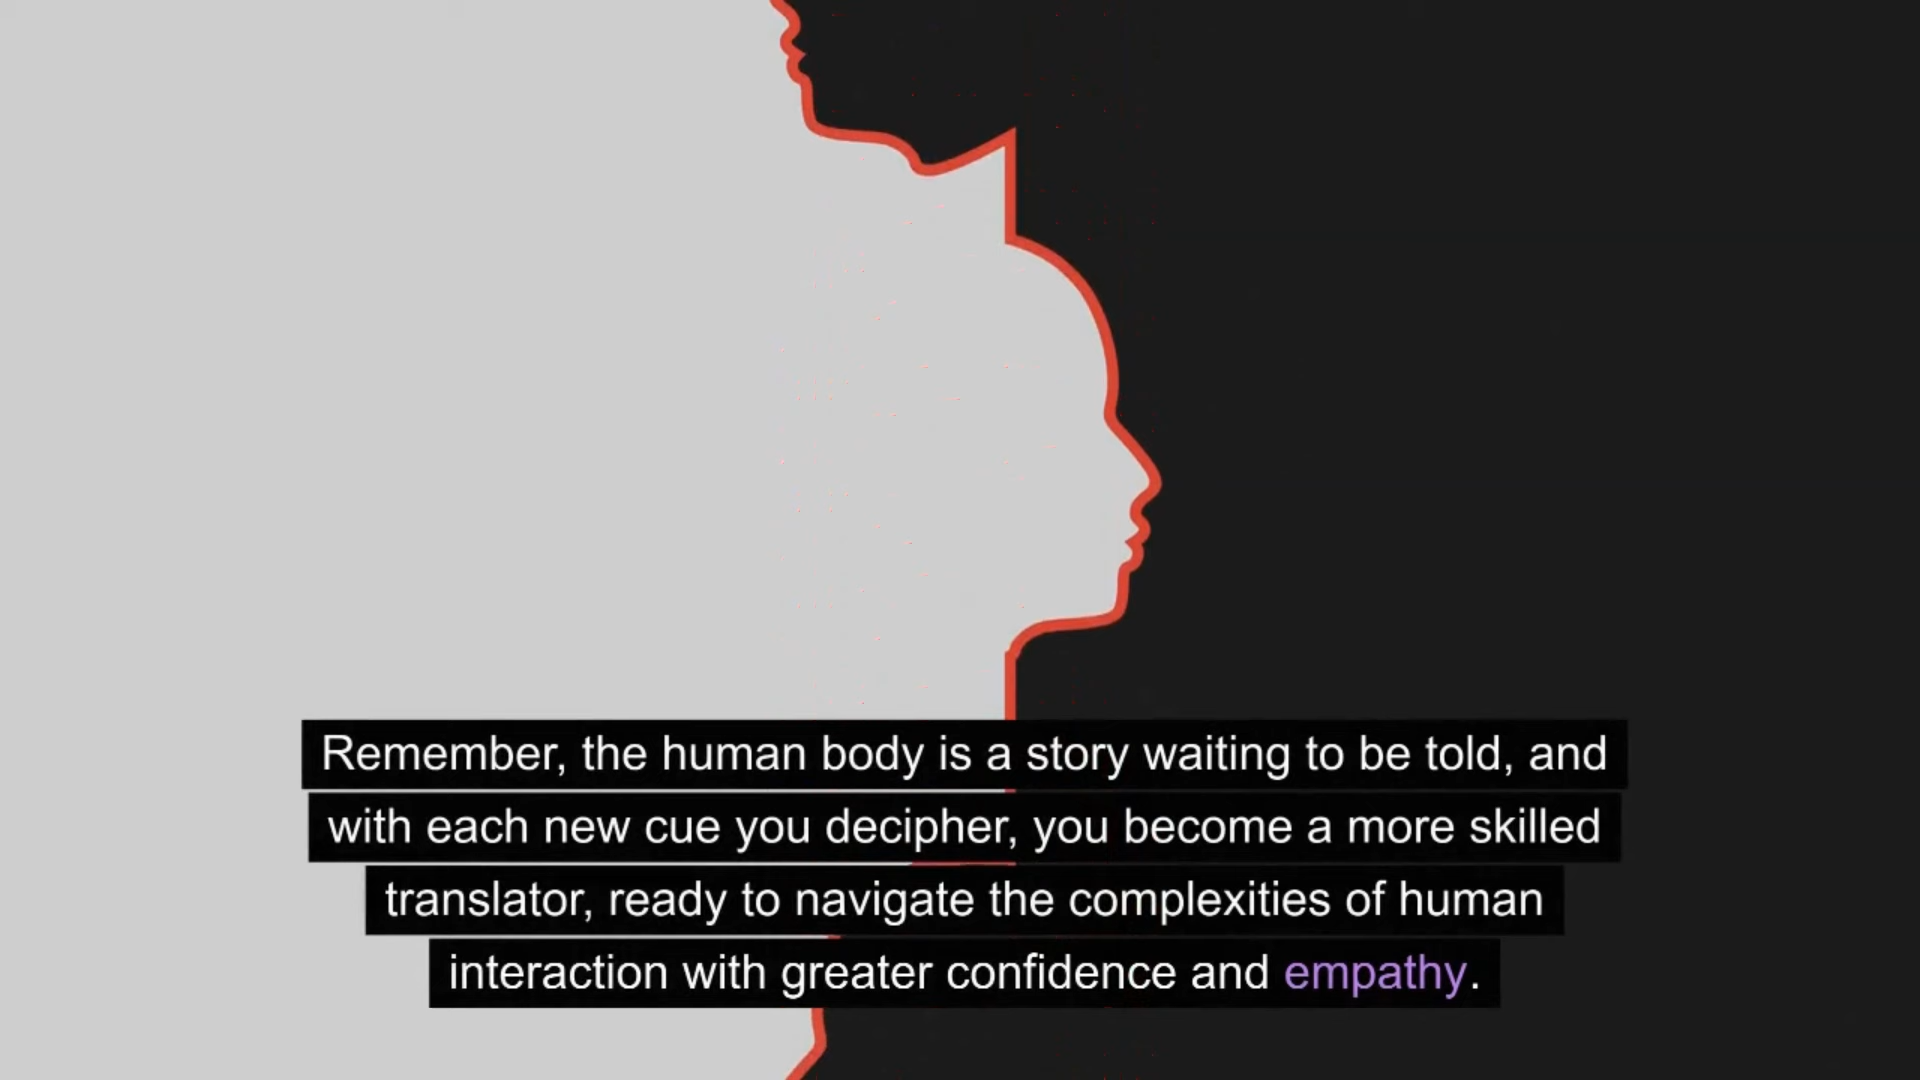 Remember, the human body is a story waiting to be told, and
with each new cue you decipher, you become a more skilled
translator, ready to navigate the complexities of human
interaction with greater confidence and empathy.